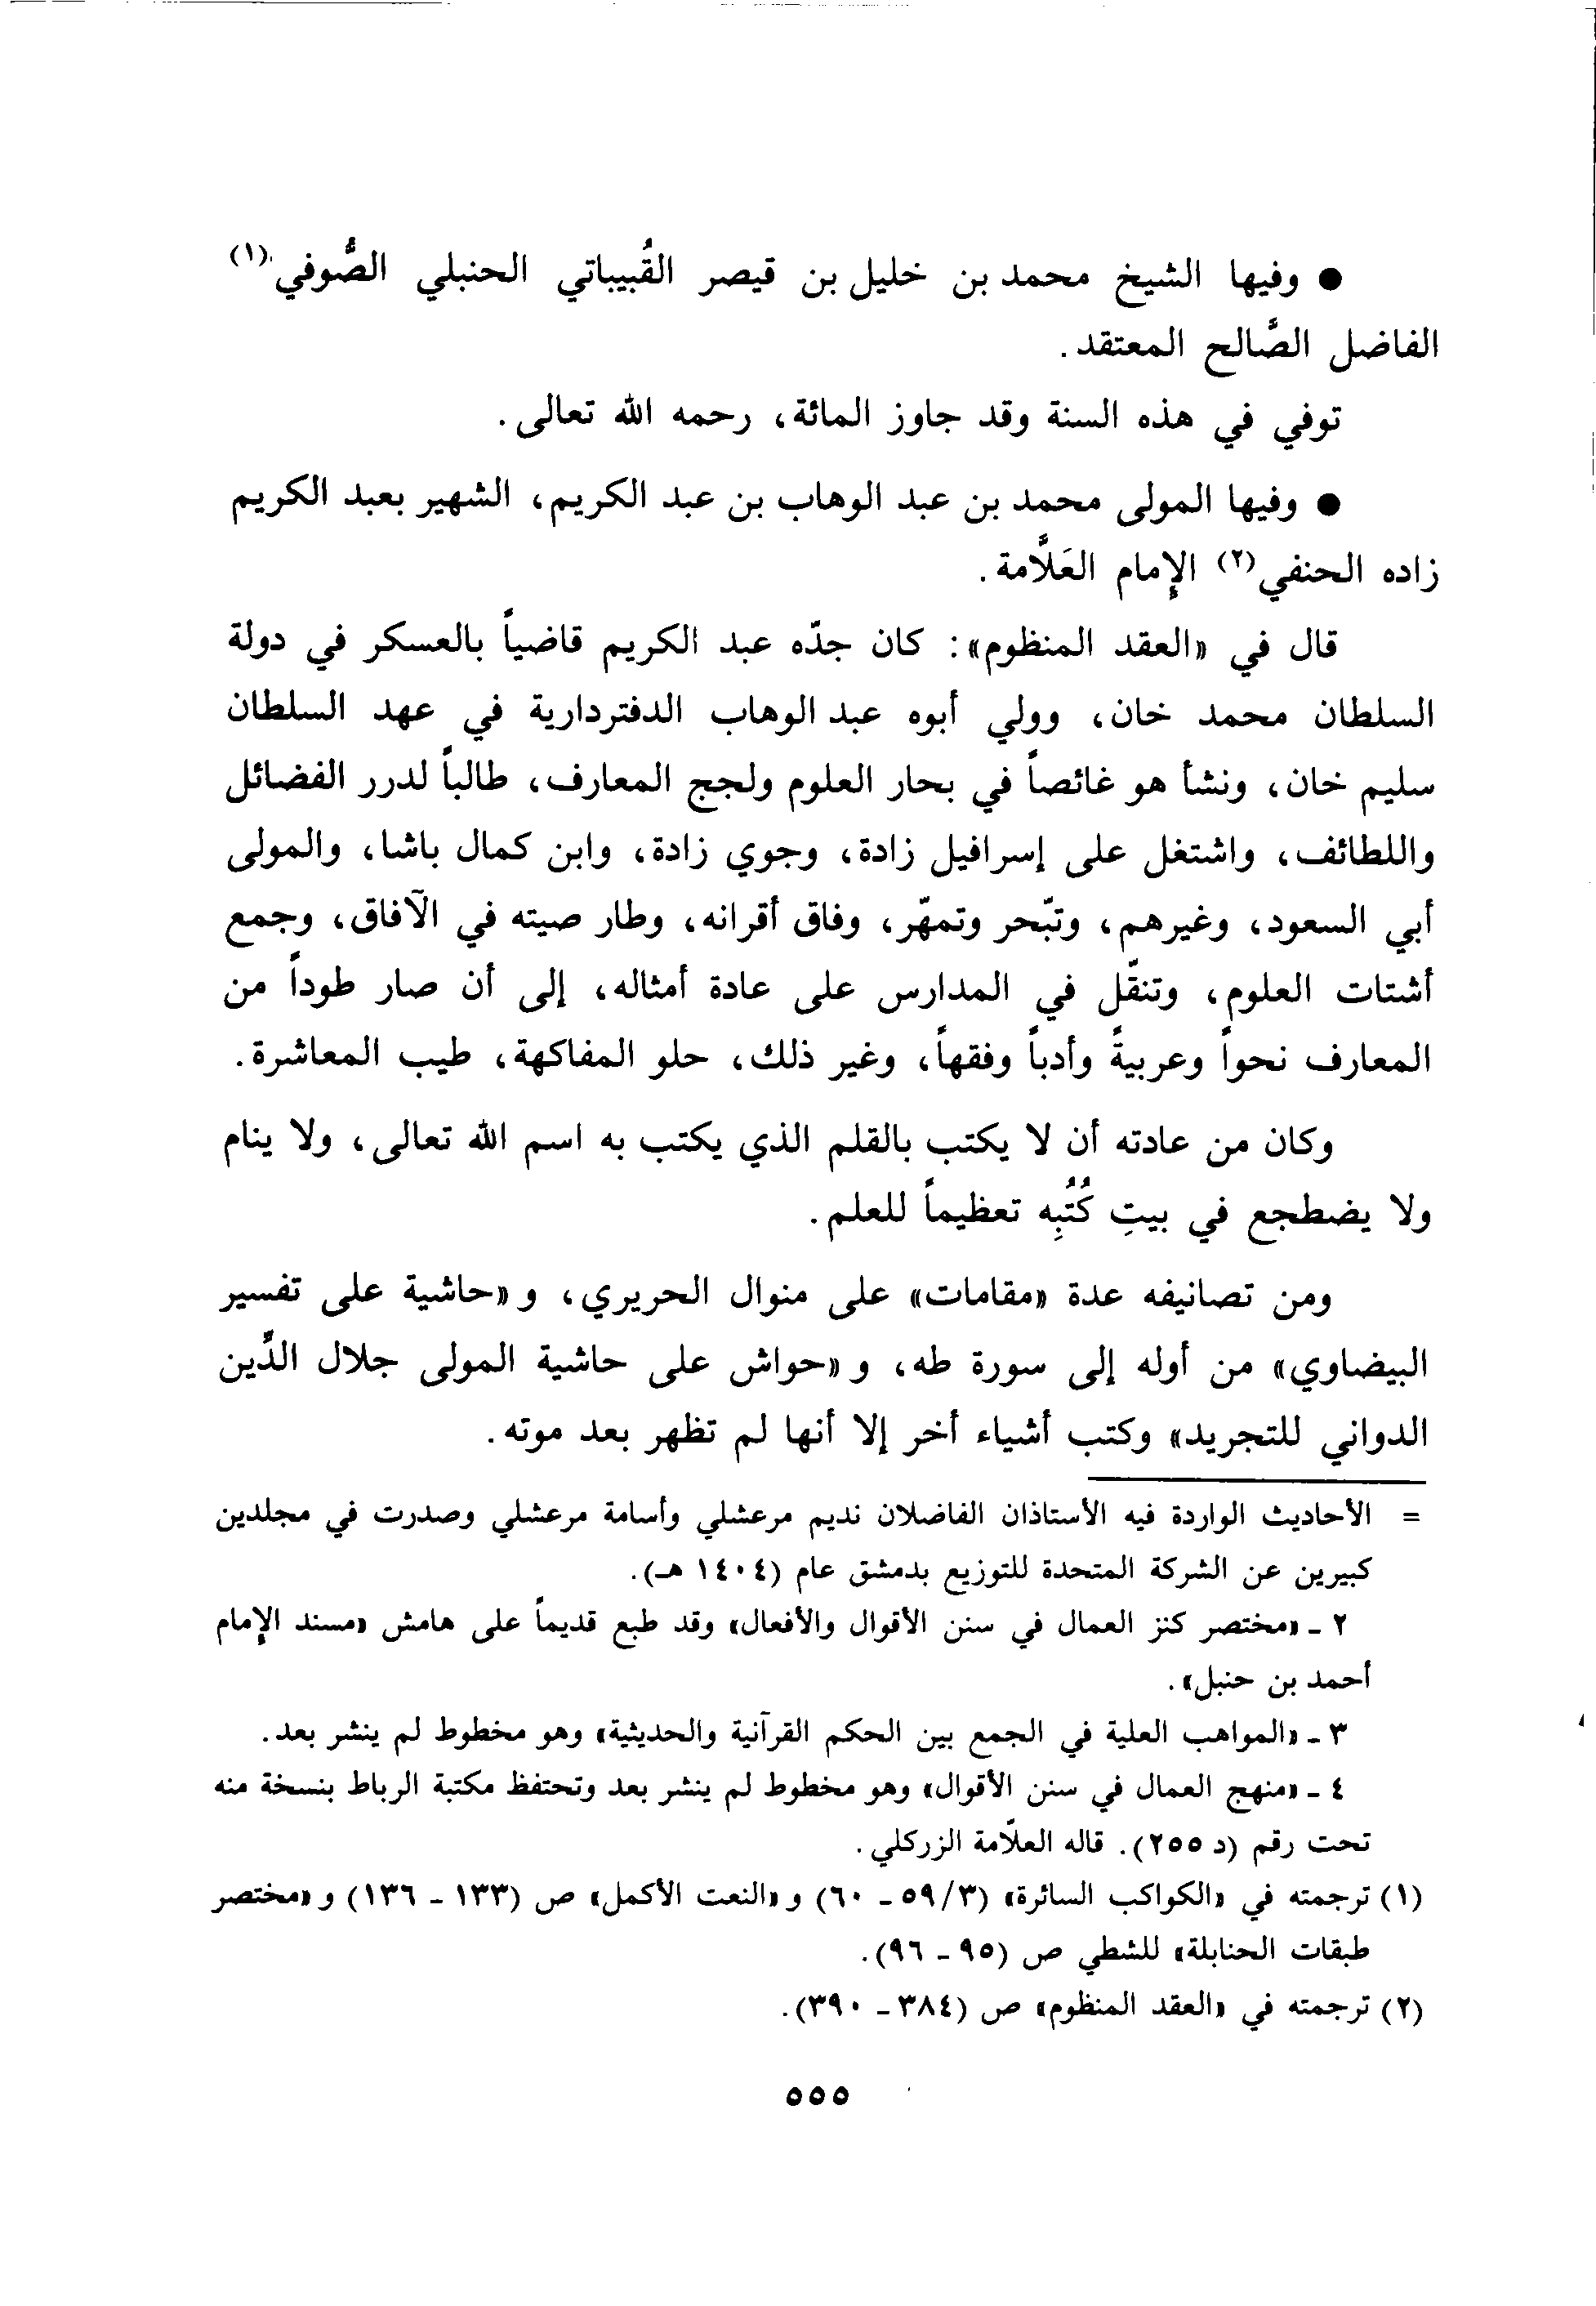 ● وفيها الشيخ محمد بن خليل بن قيصر القُبيباتي الحنبلي الصُّوفي(١)
الفاضل الصَّالح المعتقد.
توفي في هذه السنة وقد جاوز المائة، رحمه الله تعالى.
● وفيها المولى محمد بن عبد الوهاب بن عبد الكريم، الشهير بعبد الكريم
زاده الحنفي(٢) الإمام العَلَّامة.
قال في «العقد المنظوم»: كان جدّه عبد الكريم قاضياً بالعسكر في دولة
السلطان محمد خان، وولي أبوه عبد الوهاب الدفتردارية في عهد السلطان
سليم خان، ونشأ هو غائصاً في بحار العلوم ولجج المعارف، طالباً لدرر الفضائل
واللطائف، واشتغل على إسرافيل زادة، وجوي زادة، وابن كمال باشا، والمولى
أبي السعود، وغيرهم، وتبّحر وتمهّر، وفاق أقرانه، وطار صيته في الآفاق، وجمع
أشتات العلوم، وتنقّل في المدارس على عادة أمثاله، إلى أن صار طوداً من
المعارف نحواً وعربيةً وأدباً وفقهاً، وغير ذلك، حلو المفاكهة، طيب المعاشرة.
وكان من عادته أن لا يكتب بالقلم الذي يكتب به اسم الله تعالى، ولا ينام
ولا يضطجع في بيتِ كُتُبِه تعظيماً للعلم.
ومن تصانيفه عدة «مقامات» على منوال الحريري، و «حاشية على تفسير
البيضاوي» من أوله إلى سورة طه، و «حواش على حاشية المولى جلال الدِّين
الدواني للتجريد» وكتب أشياء أخر إلا أنها لم تظهر بعد موته.
= الأحاديث الواردة فيه الأستاذان الفاضلان نديم مرعشلي وأسامة مرعشلي وصدرت في مجلدين
كبيرين عن الشركة المتحدة للتوزيع بدمشق عام (١٤٠٤ هـ).
٢ - «مختصر كنز العمال في سنن الأقوال والأفعال» وقد طبع قديماً على هامش «مسند الإمام
أحمد بن حنبل».
٣ - «المواهب العلية في الجمع بين الحكم القرآنية والحديثية» وهو مخطوط لم ينشر بعد.
٤ - «منهج العمال في سنن الأقوال» وهو مخطوط لم ينشر بعد وتحتفظ مكتبة الرباط بنسخة منه
تحت رقم (د ٢٥٥). قاله العلّامة الزركلي.
(١) ترجمته في «الكواكب السائرة» (٣/ ٥٩ - ٦٠) و «النعت الأكمل» ص (١٣٣ - ١٣٦) و «مختصر
طبقات الحنابلة» للشطي ص (٩٥ - ٩٦).
(٢) ترجمته في «العقد المنظوم» ص (٣٨٤ - ٣٩٠).
٥٥٥